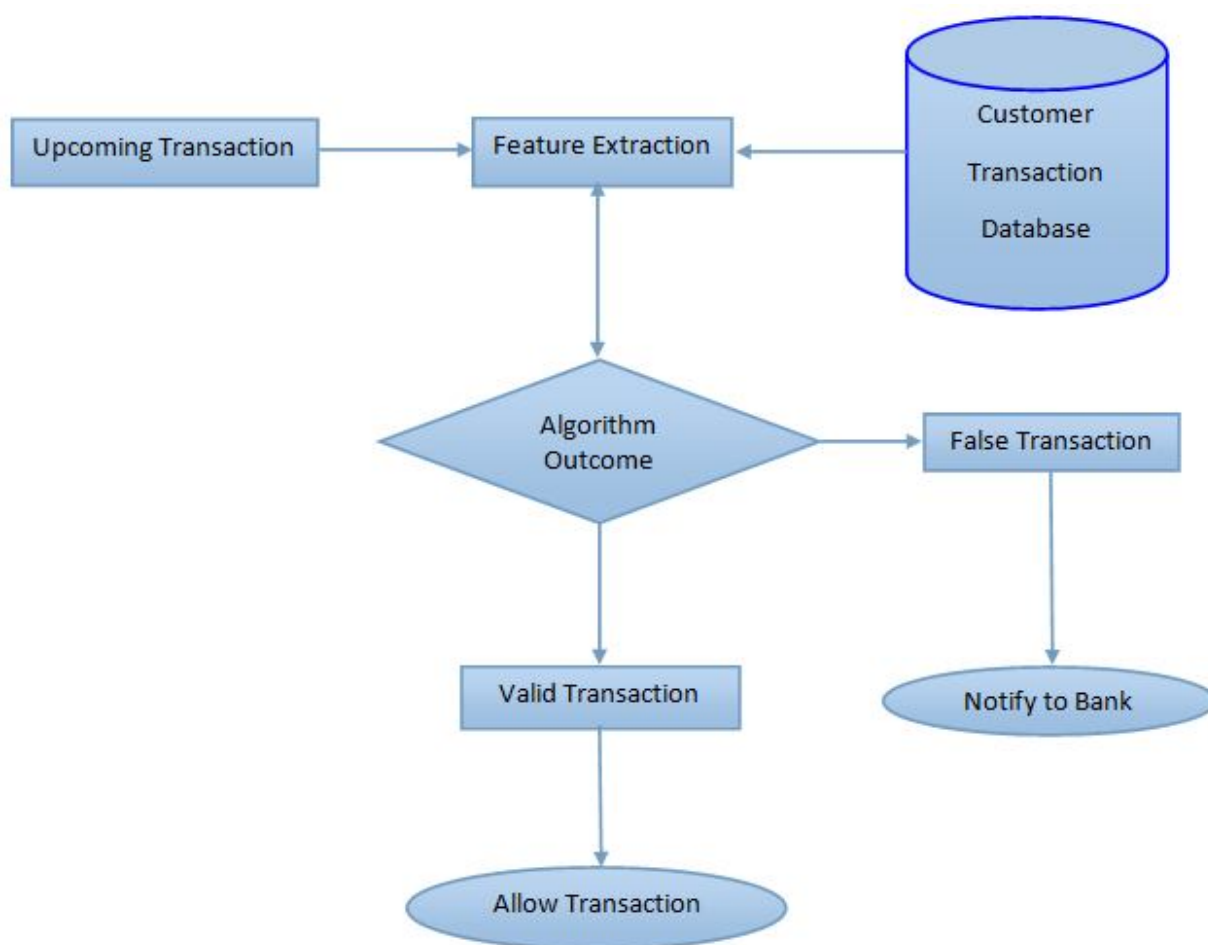 Upcoming Transaction
Feature Extraction
Customer
Transaction
Database
Algorithm
Outcome
False Transaction
Valid Transaction
Notify to Bank
Allow Transaction